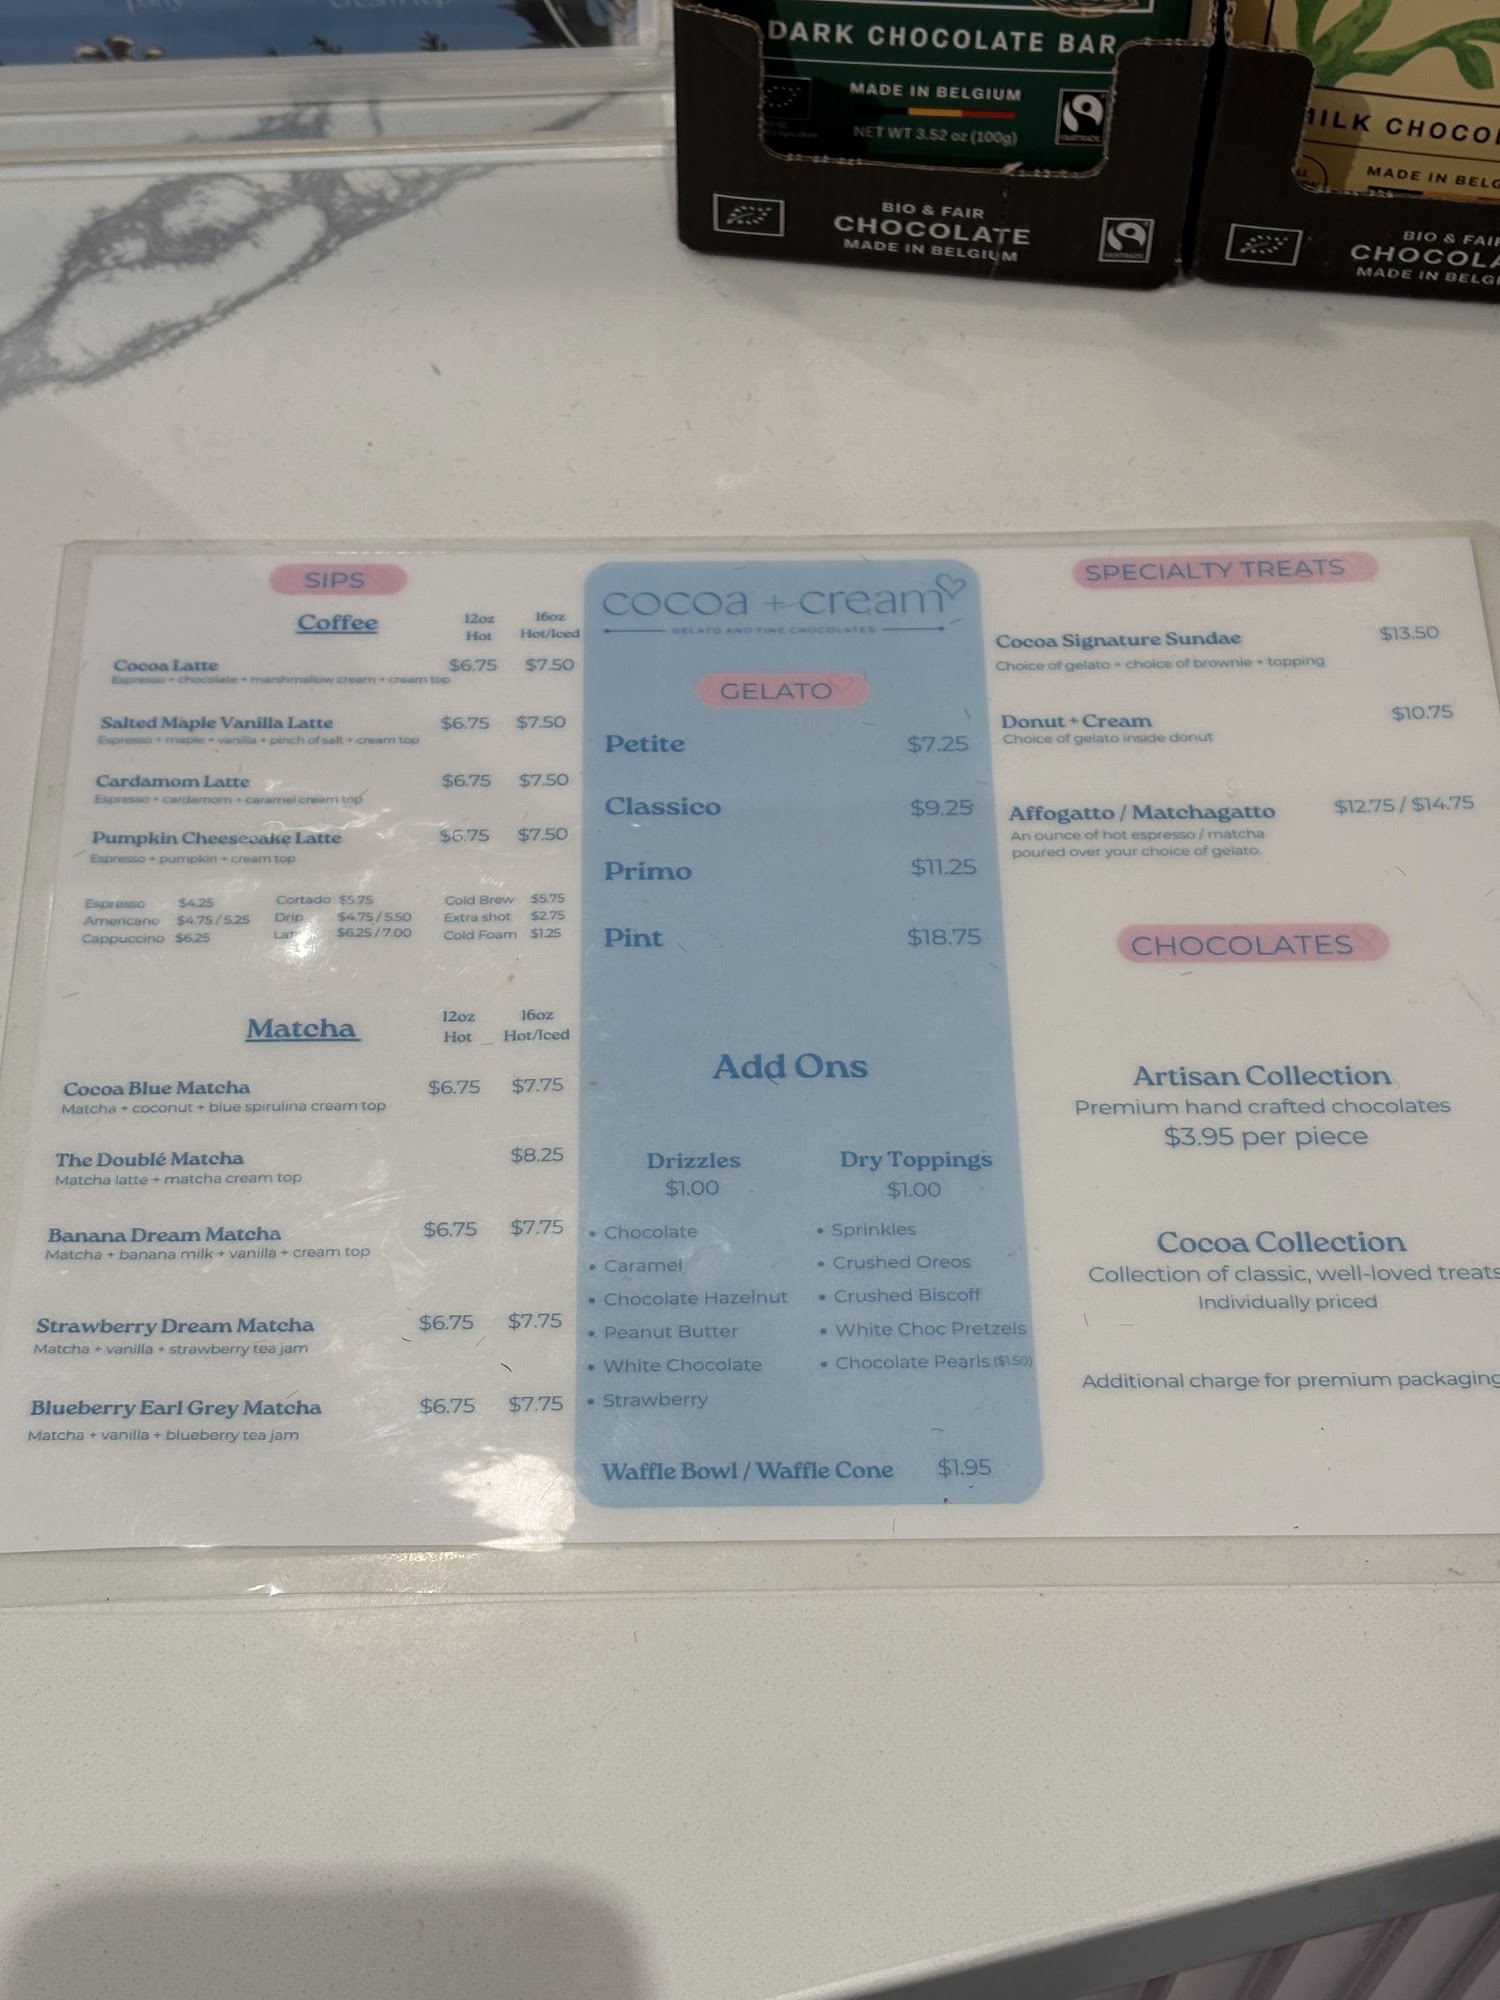 cream top
DARK CHOCOLATE BAR
MADE IN BELGIUM
NET WT 3.52 oz (100g)
FAIRTRADE
BIO & FAIR
CHOCOLATE
MADE IN BELGIUM
FAIRTRADE
MADE IN
BIO &
MADE IN
SIPS
Coffee
12oz Hot
16oz Hot/Iced
Cocoa Latte $6.75 $7.50
Espresso + chocolate + marshmallow cream + cream top
Salted Maple Vanilla Latte $6.75 $7.50
Espresso + maple + vanilla + pinch of salt + cream top
Cardamom Latte $6.75 $7.50
Espresso + cardamom + caramel cream top
Pumpkin Cheesecake Latte $6.75 $7.50
Espresso + pumpkin + cream top
Espresso $4.25 Cortado $5.75 Cold Brew $5.75
Americano $4.75 / 5.25 Drip $4.75 / 5.50 Extra shot $2.75
Cappuccino $6.25 $6.25 / 7.00 Cold Foam $1.25
Matcha
12oz Hot
16oz Hot/Iced
Cocoa Blue Matcha $6.75 $7.75
Matcha + coconut + blue spirulina cream top
The Doublé Matcha $8.25
Matcha latte + matcha cream top
Banana Dream Matcha $6.75 $7.75
Matcha + banana milk + vanilla + cream top
Strawberry Dream Matcha $6.75 $7.75
Matcha + vanilla + strawberry tea jam
Blueberry Earl Grey Matcha $6.75 $7.75
Matcha + vanilla + blueberry tea jam
cocoa + cream
GELATO AND FINE CHOCOLATES
GELATO
Petite $7.25
Classico $9.25
Primo $11.25
Pint $18.75
Add Ons
Drizzles
$1.00
• Chocolate
• Caramel
• Chocolate Hazelnut
• Peanut Butter
• White Chocolate
• Strawberry
Dry Toppings
$1.00
• Sprinkles
• Crushed Oreos
• Crushed Biscoff
• White Choc Pretzels
• Chocolate Pearls ($1.50)
Waffle Bowl / Waffle Cone $1.95
SPECIALTY TREATS
Cocoa Signature Sundae $13.50
Choice of gelato + choice of brownie + topping
Donut + Cream $10.75
Choice of gelato inside donut
Affogatto / Matchagatto $12.75 / $14.75
An ounce of hot espresso / matcha
poured over your choice of gelato.
CHOCOLATES
Artisan Collection
Premium hand crafted chocolates
$3.95 per piece
Cocoa Collection
Collection of classic, well-loved treats
Individually priced
Additional charge for premium packaging